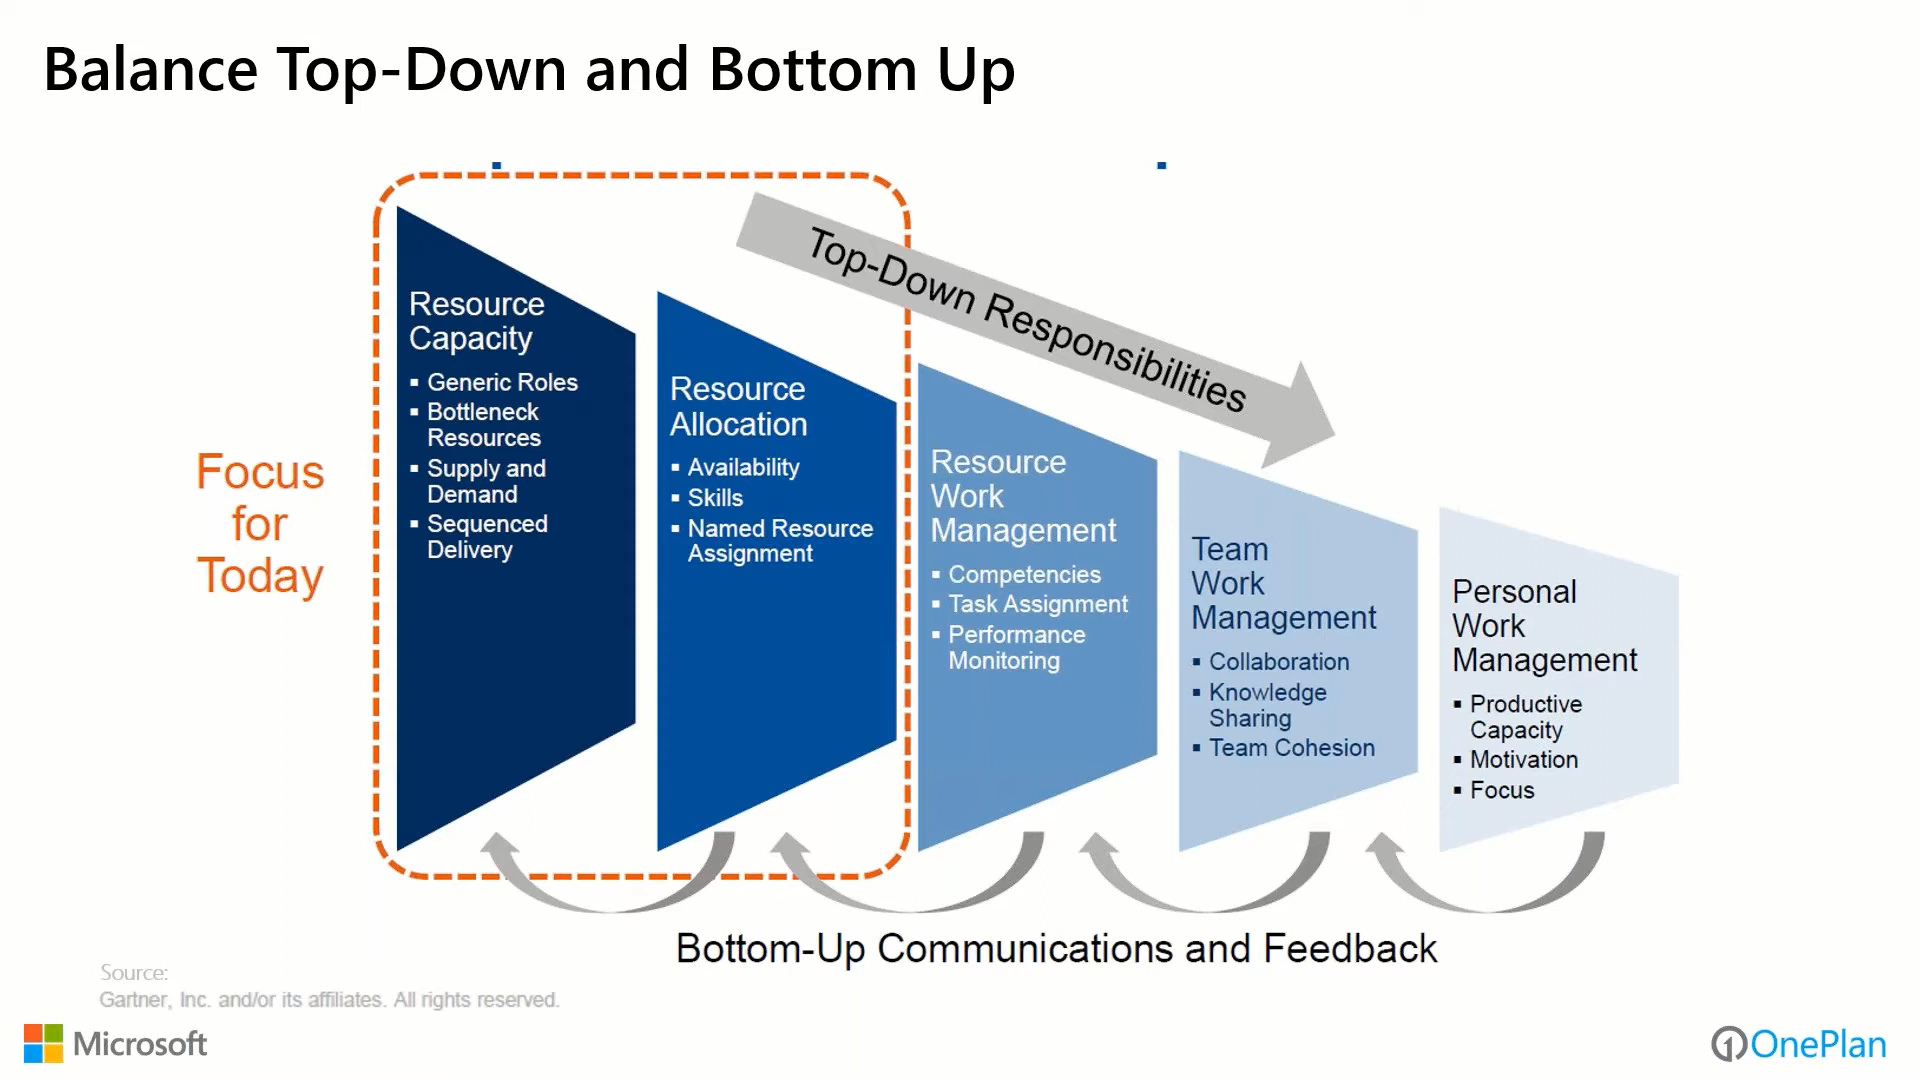 Balance Top-Down and Bottom Up
Top-Down Responsibilities
Focus
for
Today
Resource
Capacity
▪ Generic Roles
▪ Bottleneck
Resources
▪ Supply and
Demand
▪ Sequenced
Delivery
Resource
Allocation
▪ Availability
▪ Skills
▪ Named Resource
Assignment
Resource
Work
Management
▪ Competencies
▪ Task Assignment
▪ Performance
Monitoring
Team
Work
Management
▪ Collaboration
▪ Knowledge
Sharing
▪ Team Cohesion
Personal
Work
Management
▪ Productive
Capacity
▪ Motivation
▪ Focus
Bottom-Up Communications and Feedback
Source:
Gartner, Inc. and/or its affiliates. All rights reserved.
Microsoft
OnePlan